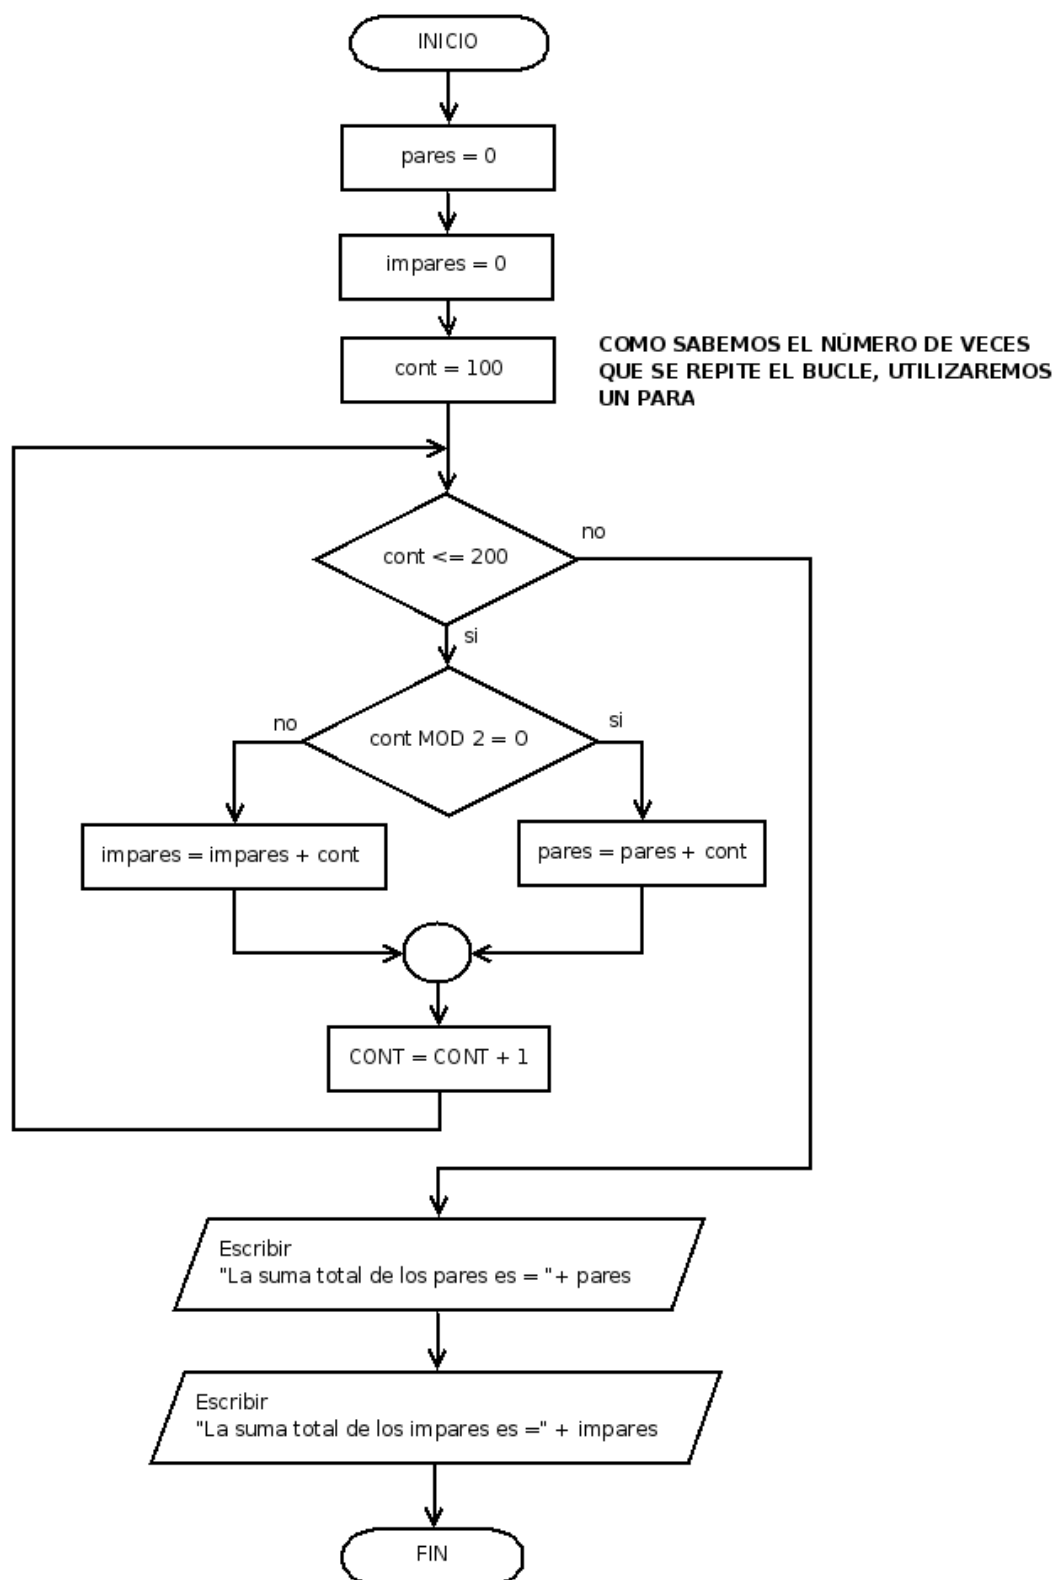 INICIO
pares = 0
impares = 0
cont = 100
COMO SABEMOS EL NÚMERO DE VECES
QUE SE REPITE EL BUCLE, UTILIZAREMOS
UN PARA
cont <= 200
no
si
cont MOD 2 = O
no
si
impares = impares + cont
pares = pares + cont
CONT = CONT + 1
Escribir
"La suma total de los pares es = "+ pares
Escribir
"La suma total de los impares es =" + impares
FIN